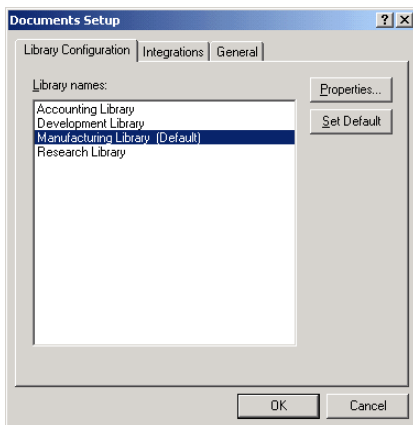 Documents Setup
Library Configuration Integrations General
Library names:
Properties...
Accounting Library
Development Library
Set Default
Manufacturing Library (Default)
Research Library
OK Cancel